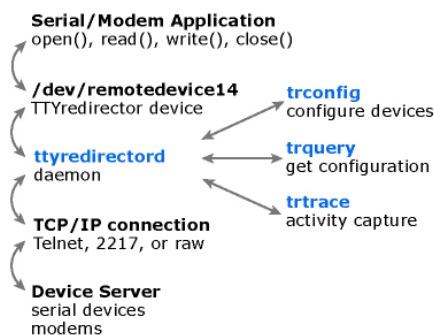 Serial/Modem Application
open(), read(), write(), close()
/dev/remotedevice14
TTYredirector device
ttyredirectord
daemon
TCP/IP connection
Telnet, 2217, or raw
Device Server
serial devices
modems
trconfig
configure devices
trquery
get configuration
trtrace
activity capture